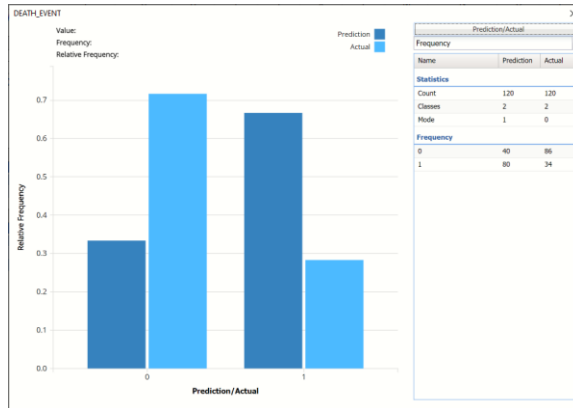 DEATH_EVENT
Value:
Frequency:
Relative Frequency:
Prediction
Actual
Relative Frequency
0.7
0.6
0.5
0.4
0.3
0.2
0.1
0.0
0
1
Prediction/Actual
Prediction/Actual
Frequency
Name Prediction Actual
Statistics
Count 120 120
Classes 2 2
Mode 1 0
Frequency
0 40 86
1 80 34